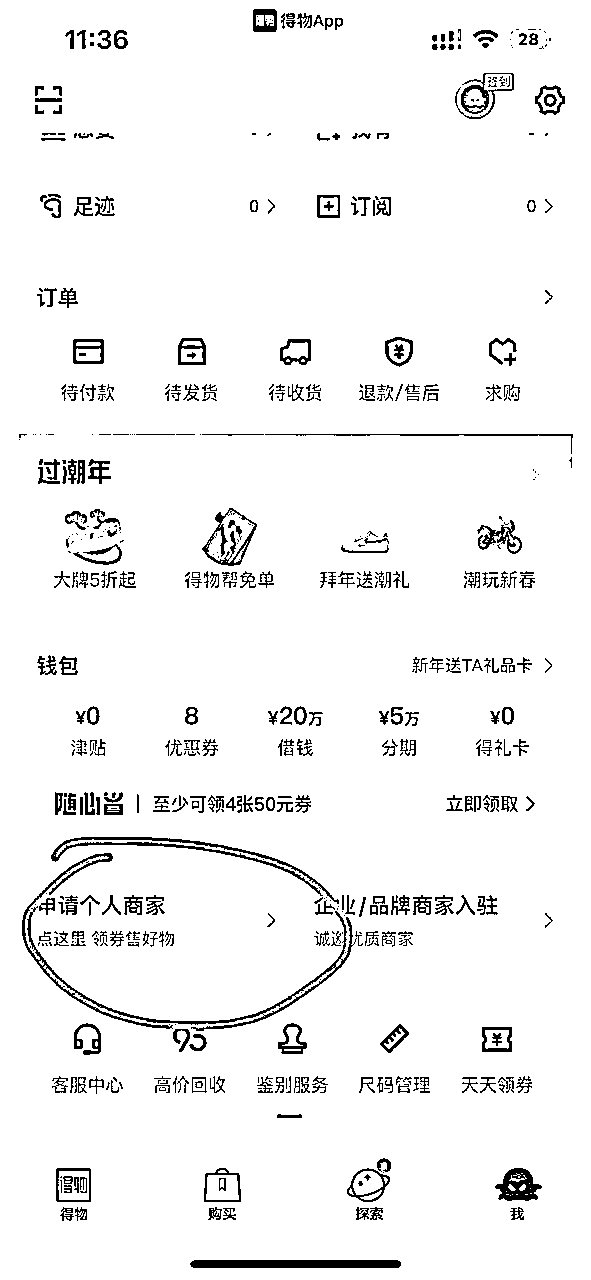 得物App
11:36
28
签到
足迹 0
订阅 0
订单
待付款 待发货 待收货 退款/售后 求购
过潮年
大牌5折起 得物帮免单 拜年送潮礼 潮玩新春
钱包 新年送TA礼品卡
¥0 8 ¥20万 ¥5万 ¥0
津贴 优惠券 借钱 分期 得礼卡
随心省 | 至少可领4张50元券 立即领取
申请个人商家 企业/品牌商家入驻
点这里 领券售好物 诚邀优质商家
95
客服中心 高价回收 鉴别服务 尺码管理 天天领券
得物
得物 购买 探索 我